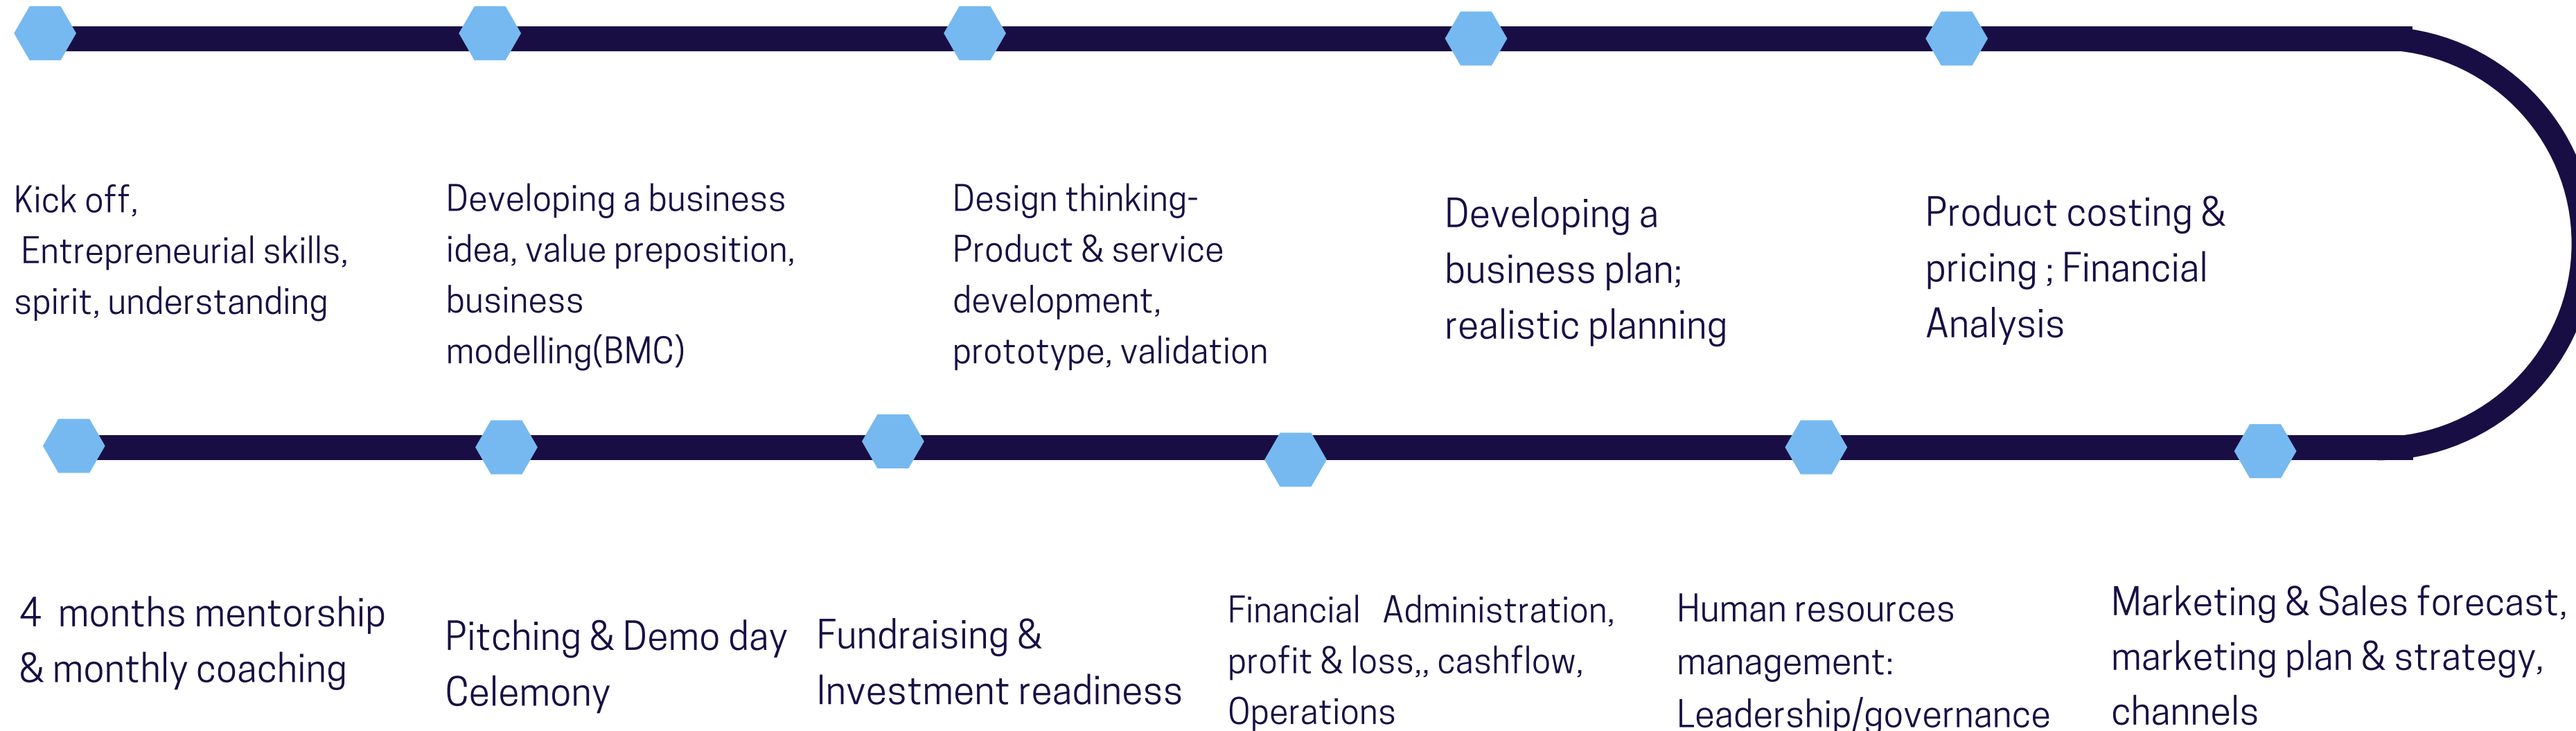 Kick off,
Entrepreneurial skills,
spirit, understanding
Developing a business
idea, value preposition,
business
modelling(BMC)
Design thinking-
Product & service
development,
prototype, validation
Developing a
business plan;
realistic planning
Product costing &
pricing ; Financial
Analysis
4 months mentorship
& monthly coaching
Pitching & Demo day
Celemony
Fundraising &
Investment readiness
Financial Administration,
profit & loss,, cashflow,
Operations
Human resources
management:
Leadership/governance
Marketing & Sales forecast,
marketing plan & strategy,
channels